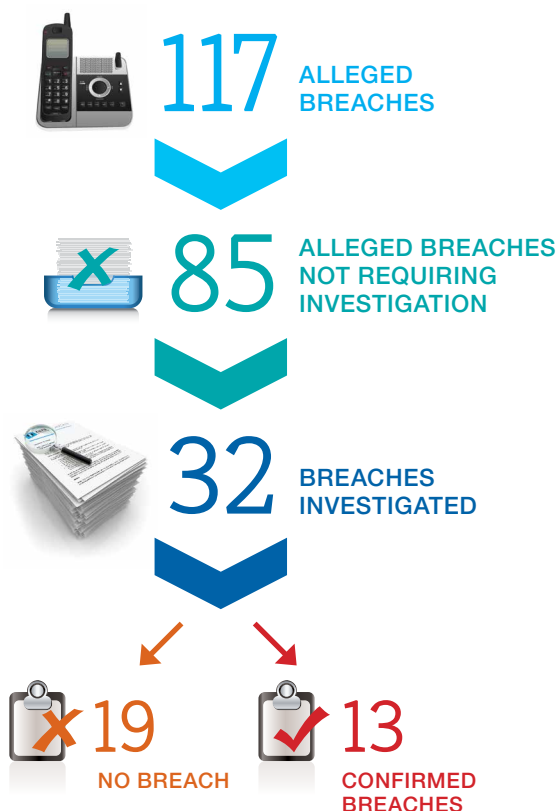 117
ALLEGED
BREACHES
85
ALLEGED BREACHES
NOT REQUIRING
INVESTIGATION
32
BREACHES
INVESTIGATED
19
NO BREACH
13
CONFIRMED
BREACHES